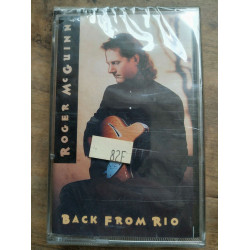 ROGER McGUINN
82F
BACK FROM RIO